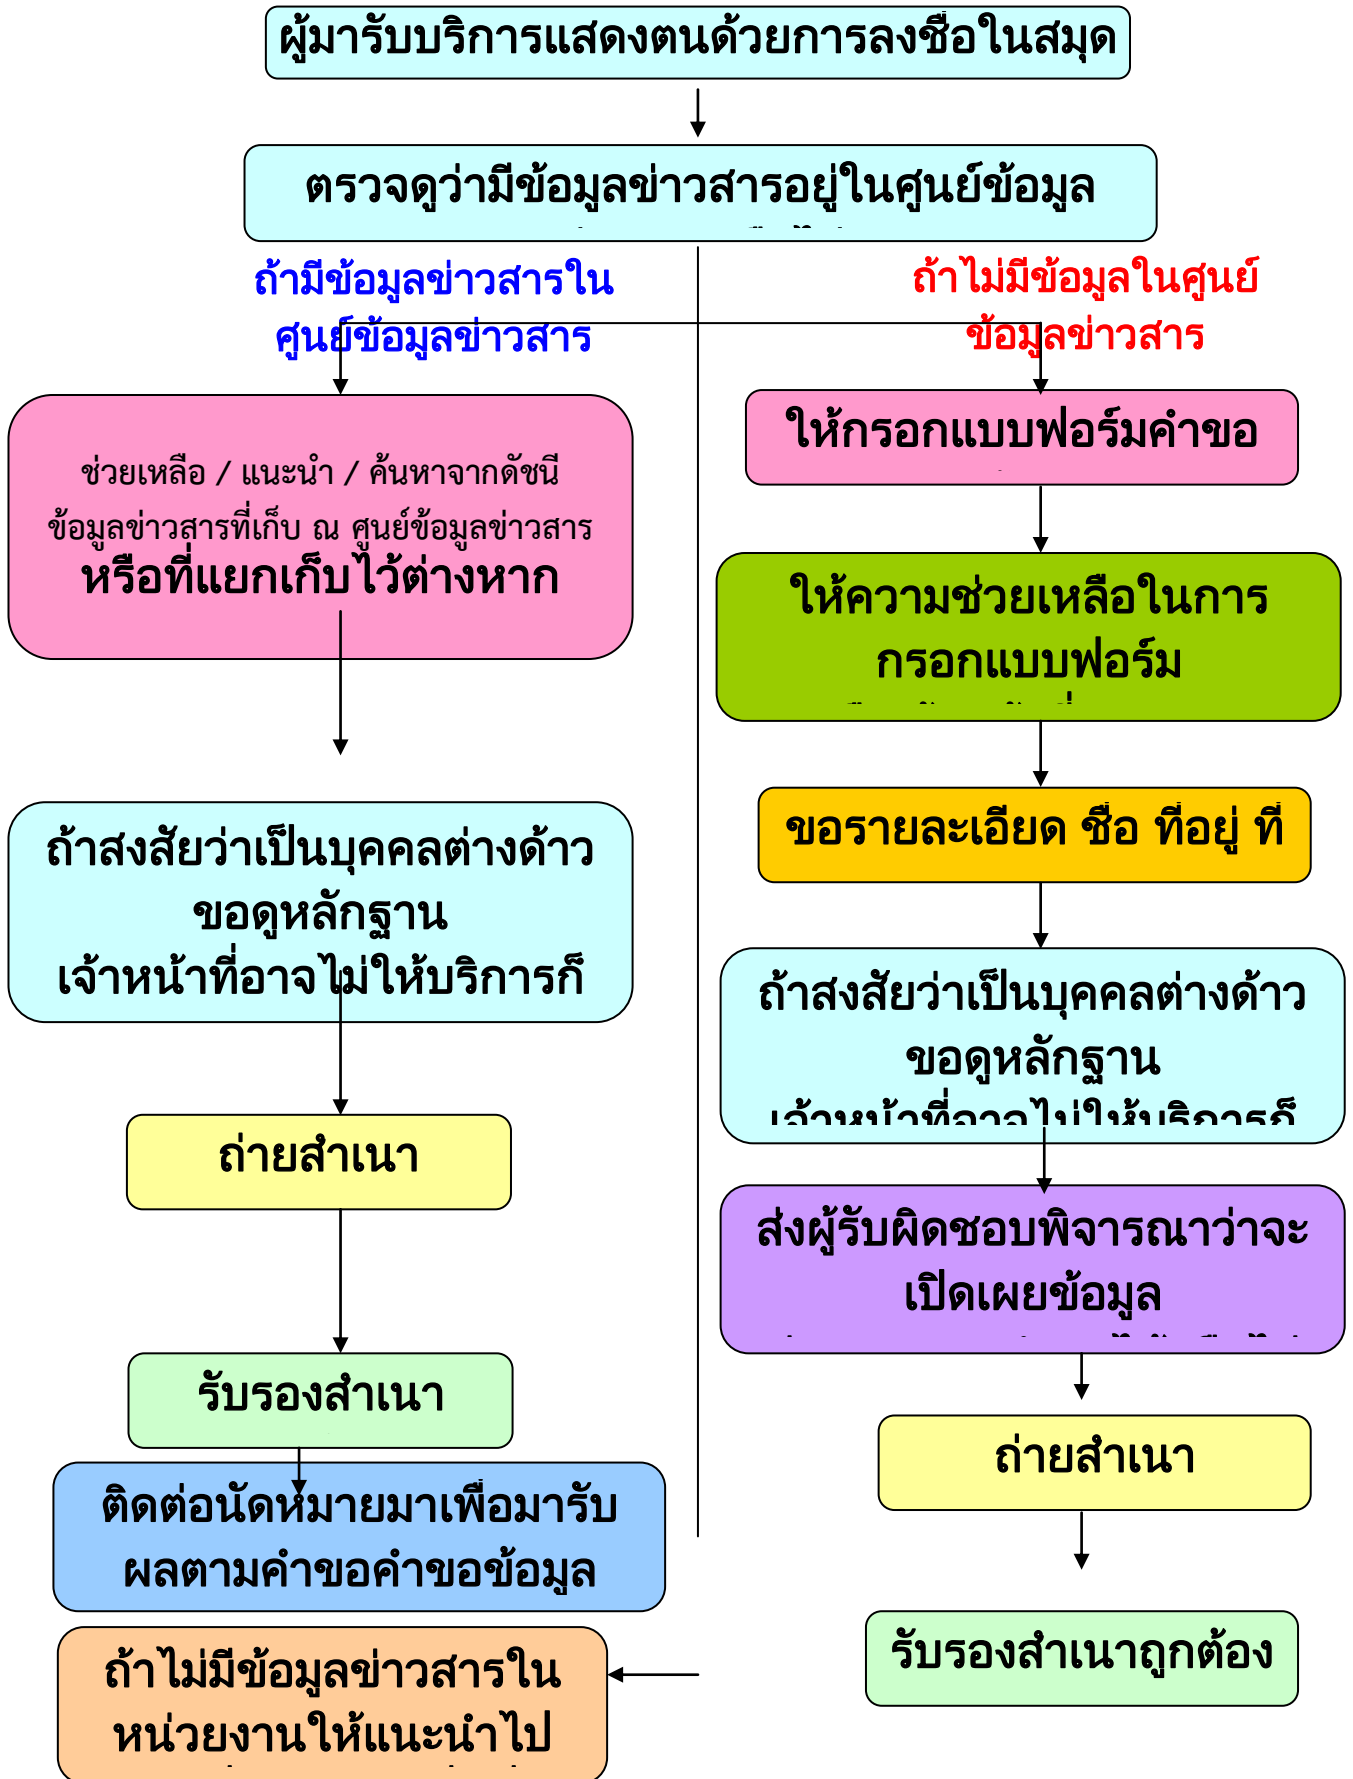 ผู้มารับบริการแสดงตนด้วยการลงชื่อในสมุด
ตรวจดูว่ามีข้อมูลข่าวสารอยู่ในศูนย์ข้อมูล
ถ้ามีข้อมูลข่าวสารใน
ศูนย์ข้อมูลข่าวสาร
ถ้าไม่มีข้อมูลในศูนย์
ข้อมูลข่าวสาร
ช่วยเหลือ / แนะนำ / ค้นหาจากดัชนี
ข้อมูลข่าวสารที่เก็บ ณ ศูนย์ข้อมูลข่าวสาร
หรือที่แยกเก็บไว้ต่างหาก
ถ้าสงสัยว่าเป็นบุคคลต่างด้าว
ขอดูหลักฐาน
เจ้าหน้าที่อาจไม่ให้บริการก็
ถ่ายสำเนา
รับรองสำเนา
ติดต่อนัดหมายมาเพื่อมารับ
ผลตามคำขอคำขอข้อมูล
ถ้าไม่มีข้อมูลข่าวสารใน
หน่วยงานให้แนะนำไป
ให้กรอกแบบฟอร์มคำขอ
ให้ความช่วยเหลือในการ
กรอกแบบฟอร์ม
ขอรายละเอียด ชื่อ ที่อยู่ ที่
ถ้าสงสัยว่าเป็นบุคคลต่างด้าว
ขอดูหลักฐาน
เจ้าหน้าที่อาจไม่ให้บริการก็
ส่งผู้รับผิดชอบพิจารณาว่าจะ
เปิดเผยข้อมูล
ถ่ายสำเนา
รับรองสำเนาถูกต้อง